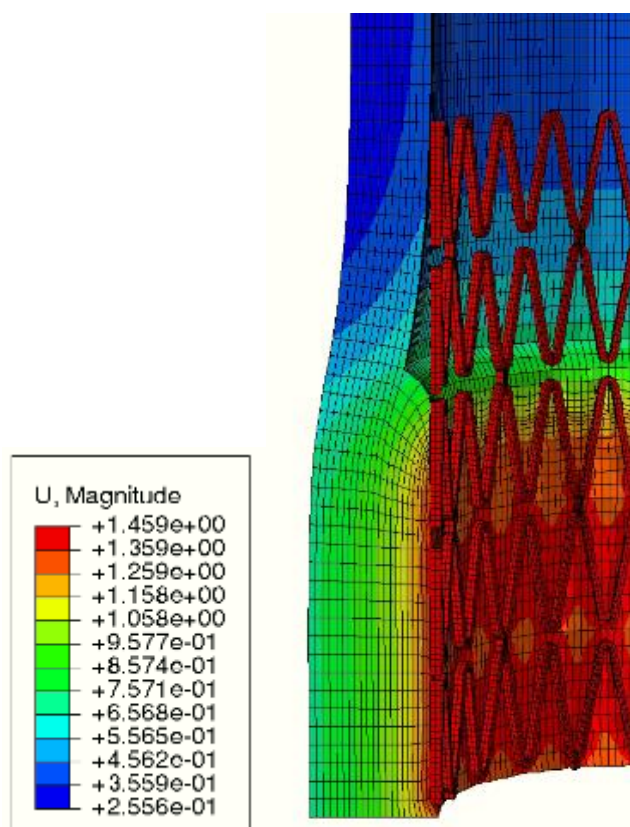 U, Magnitude
+1.459e+00
+1.359e+00
+1.259e+00
+1.158e+00
+1.058e+00
+9.577e-01
+8.574e-01
+7.571e-01
+6.568e-01
+5.565e-01
+4.562e-01
+3.559e-01
+2.556e-01